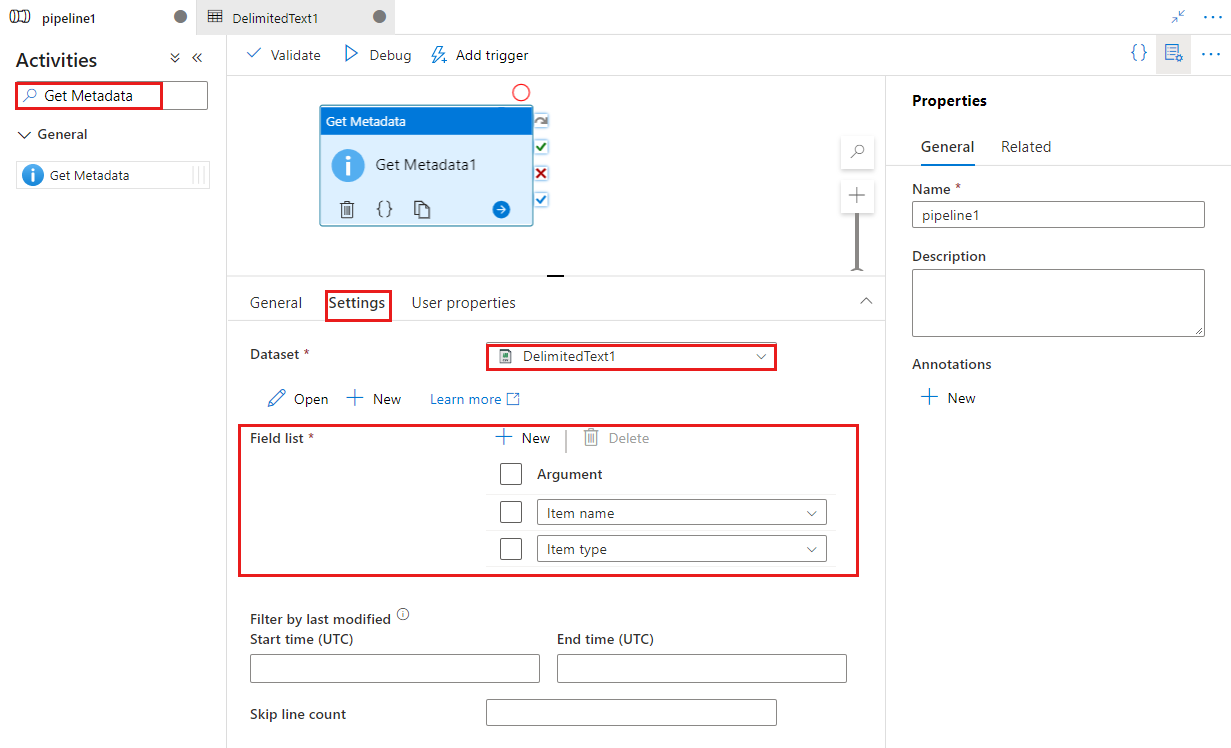 pipeline1
DelimitedText1
Activities
Get Metadata
General
Get Metadata
Validate
Debug
Add trigger
Get Metadata
Get Metadata1
General
Settings
User properties
Dataset *
DelimitedText1
Open
New
Learn more
Field list *
New
Delete
Argument
Item name
Item type
Filter by last modified
Start time (UTC)
End time (UTC)
Skip line count
Properties
General
Related
Name *
pipeline1
Description
Annotations
New